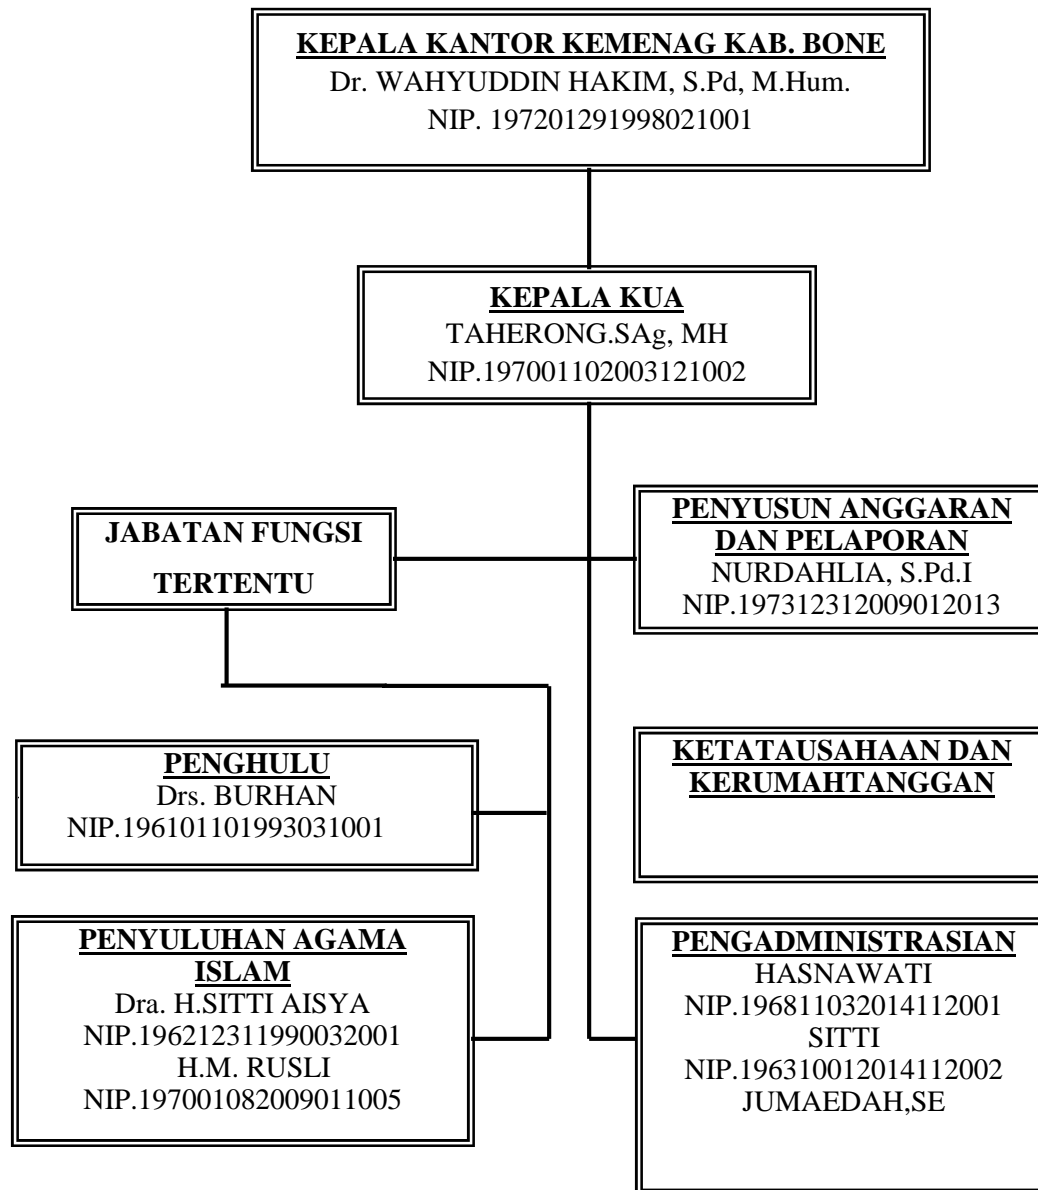 KEPALA KANTOR KEMENAG KAB. BONE
Dr. WAHYUDDIN HAKIM, S.Pd, M.Hum.
NIP. 197201291998021001
KEPALA KUA
TAHERONG.SAg, MH
NIP.197001102003121002
JABATAN FUNGSI
TERTENTU
PENYUSUN ANGGARAN
DAN PELAPORAN
NURDAHLIA, S.Pd.I
NIP.197312312009012013
PENGHULU
Drs. BURHAN
NIP.196101101993031001
KETATAUSAHAAN DAN
KERUMAHTANGGAN
PENYULUHAN AGAMA
ISLAM
Dra. H.SITTI AISYA
NIP.196212311990032001
H.M. RUSLI
NIP.197001082009011005
PENGADMINISTRASIAN
HASNAWATI
NIP.196811032014112001
SITTI
NIP.196310012014112002
JUMAEDAH,SE